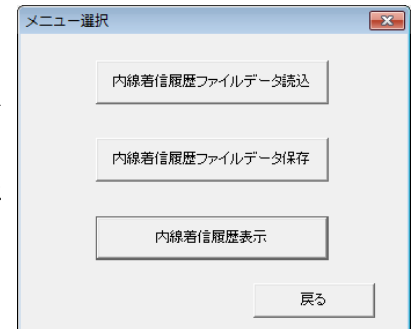 メニュー選択
内線着信履歴ファイルデータ読込
内線着信履歴ファイルデータ保存
内線着信履歴表示
戻る